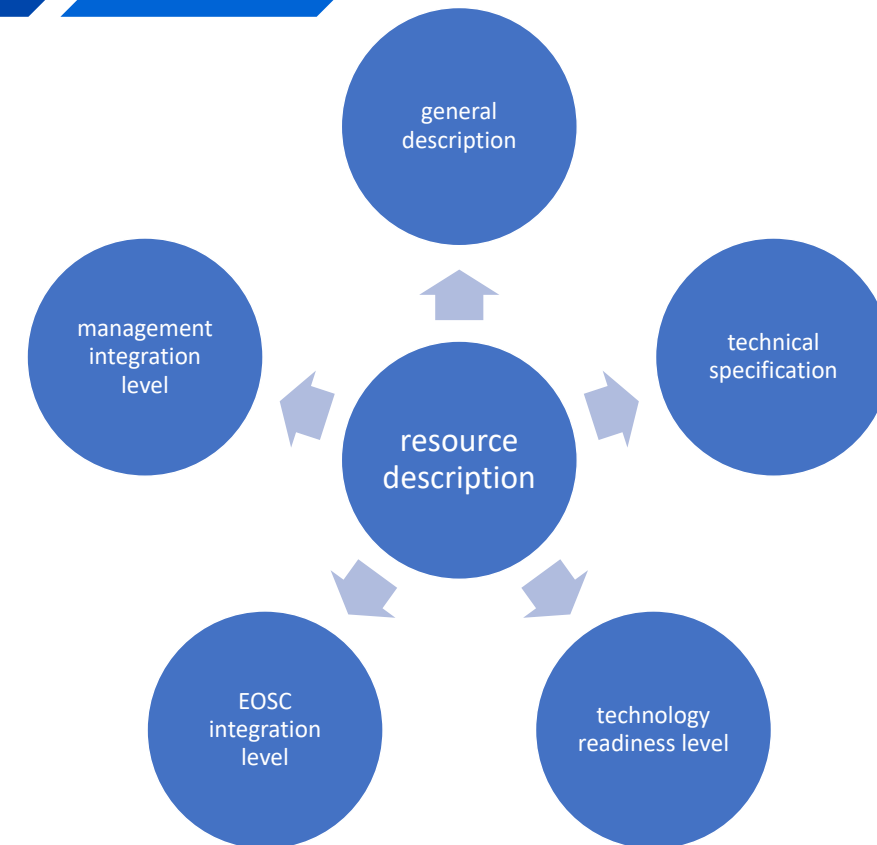 general
description
management
integration
level
technical
specification
resource
description
EOSC
integration
level
technology
readiness level